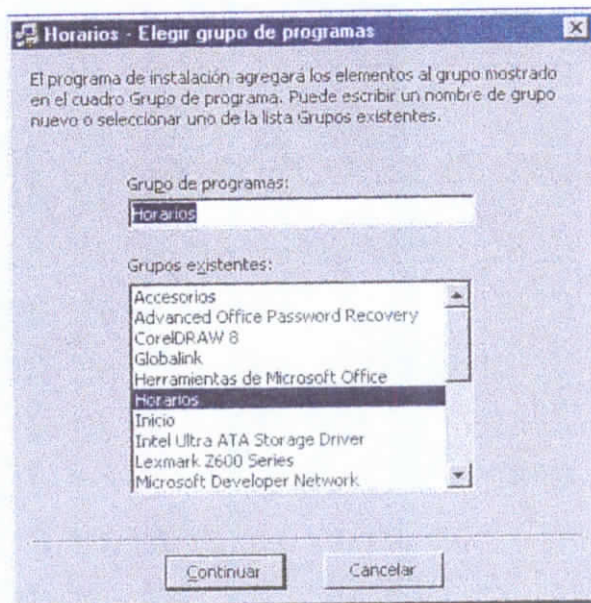 Horarios - Elegir grupo de programas
El programa de instalación agregará los elementos al grupo mostrado
en el cuadro Grupo de programa. Puede escribir un nombre de grupo
nuevo o seleccionar uno de la lista Grupos existentes.
Grupo de programas:
Horarios
Grupos existentes:
Accesorios
Advanced Office Password Recovery
CorelDRAW 8
Globalink
Herramientas de Microsoft Office
Horarios
Inicio
Intel Ultra ATA Storage Driver
Lexmark Z600 Series
Microsoft Developer Network
Continuar
Cancelar